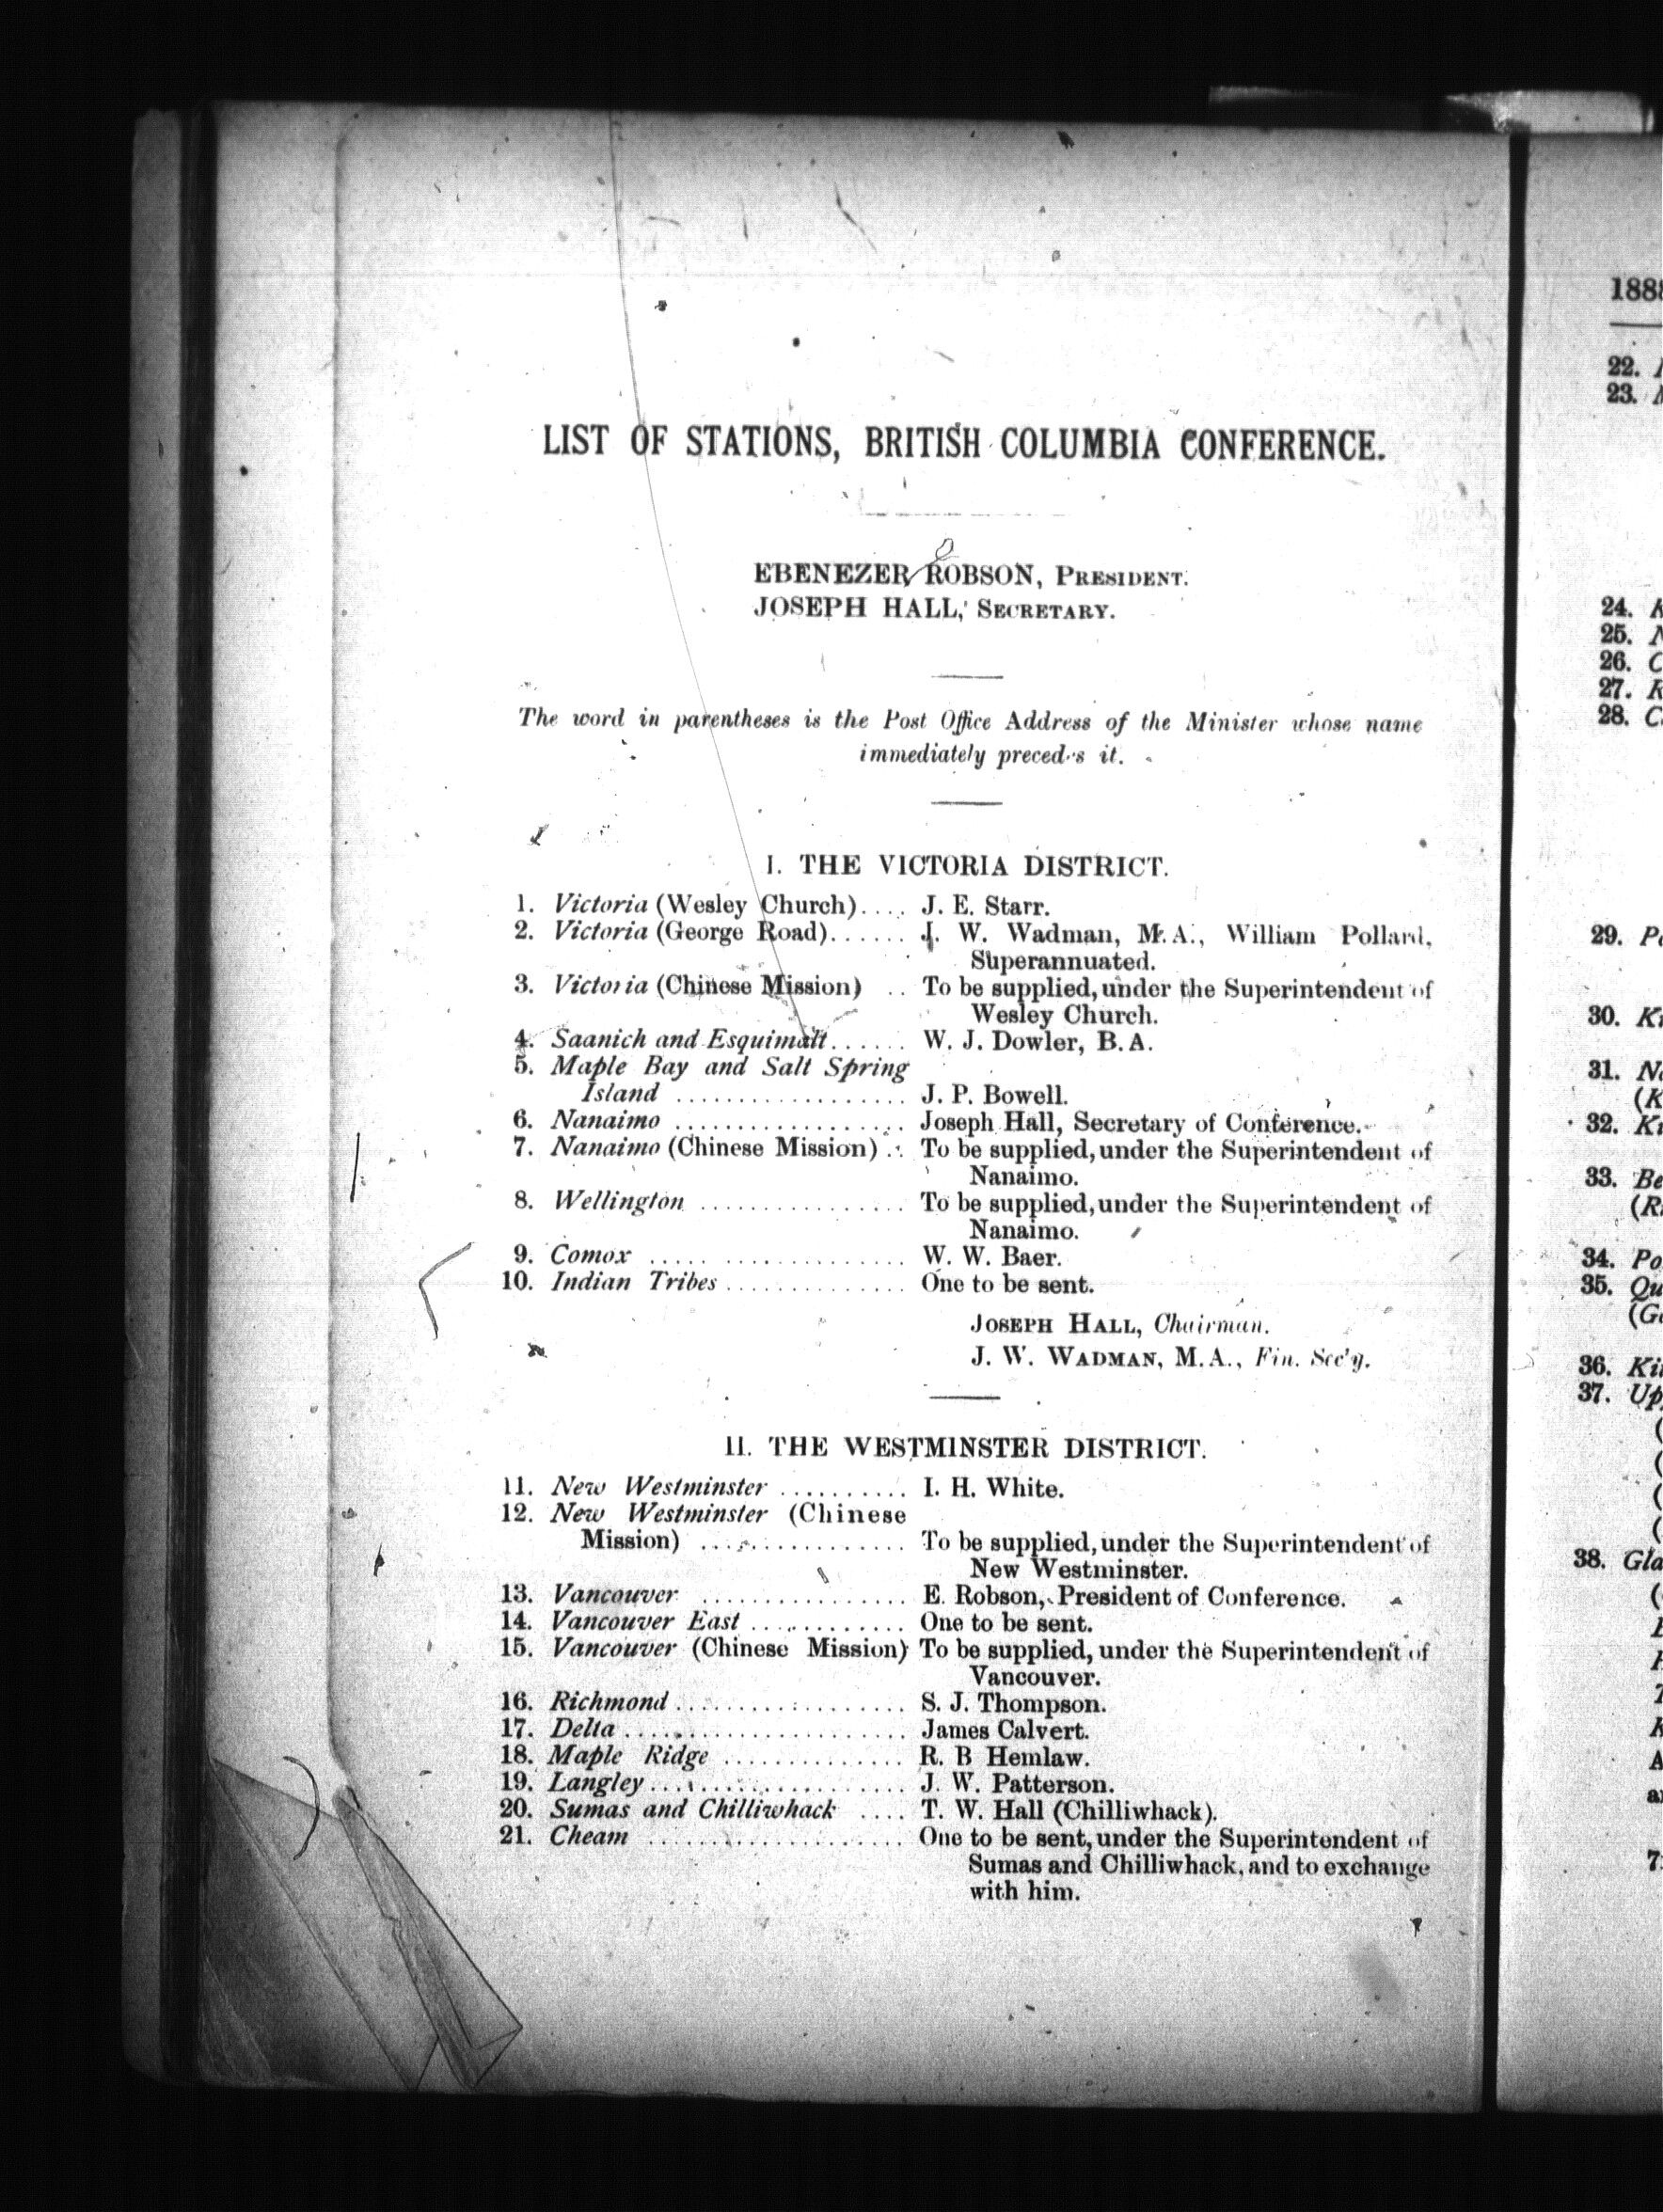 LIST OF STATIONS, BRITISH COLUMBIA CONFERENCE.
EBENEZER ROBSON, PRESIDENT.
JOSEPH HALL, SECRETARY.
The word in parentheses is the Post Office Address of the Minister whose name
immediately precedes it.
I. THE VICTORIA DISTRICT.
1. Victoria (Wesley Church).... J. E. Starr.
2. Victoria (George Road)...... J. W. Wadman, M.A., William Pollard,
Superannuated.
3. Victoria (Chinese Mission) .. To be supplied, under the Superintendent of
Wesley Church.
4. Saanich and Esquimalt...... W. J. Dowler, B.A.
5. Maple Bay and Salt Spring
Island .................. J. P. Bowell.
6. Nanaimo .................. Joseph Hall, Secretary of Conference.
7. Nanaimo (Chinese Mission) .. To be supplied, under the Superintendent of
Nanaimo.
8. Wellington ................ To be supplied, under the Superintendent of
Nanaimo.
9. Comox .................... W. W. Baer.
10. Indian Tribes .............. One to be sent.
JOSEPH HALL, Chairman.
J. W. WADMAN, M.A., Fin. Sec'y.
II. THE WESTMINSTER DISTRICT.
11. New Westminster .......... I. H. White.
12. New Westminster (Chinese
Mission) ................ To be supplied, under the Superintendent of
New Westminster.
13. Vancouver ................ E. Robson, President of Conference.
14. Vancouver East ............ One to be sent.
15. Vancouver (Chinese Mission) To be supplied, under the Superintendent of
Vancouver.
16. Richmond .................. S. J. Thompson.
17. Delta ...................... James Calvert.
18. Maple Ridge .............. R. B Hemlaw.
19. Langley .................... J. W. Patterson.
20. Sumas and Chilliwhack .... T. W. Hall (Chilliwhack).
21. Cheam .................... One to be sent, under the Superintendent of
Sumas and Chilliwhack, and to exchange
with him.
22.
23.
24.
25.
26.
27.
28.
29.
30.
31.
32.
33.
34.
35.
36.
37.
38.